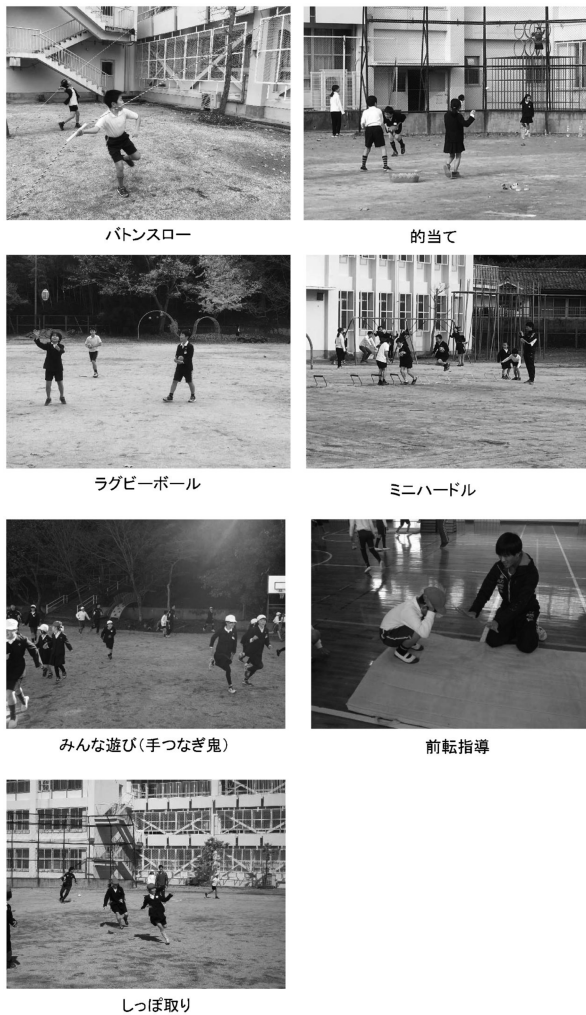 バトンスロー
的当て
ラグビーボール
ミニハードル
みんな遊び（手つなぎ鬼）
前転指導
しっぽ取り